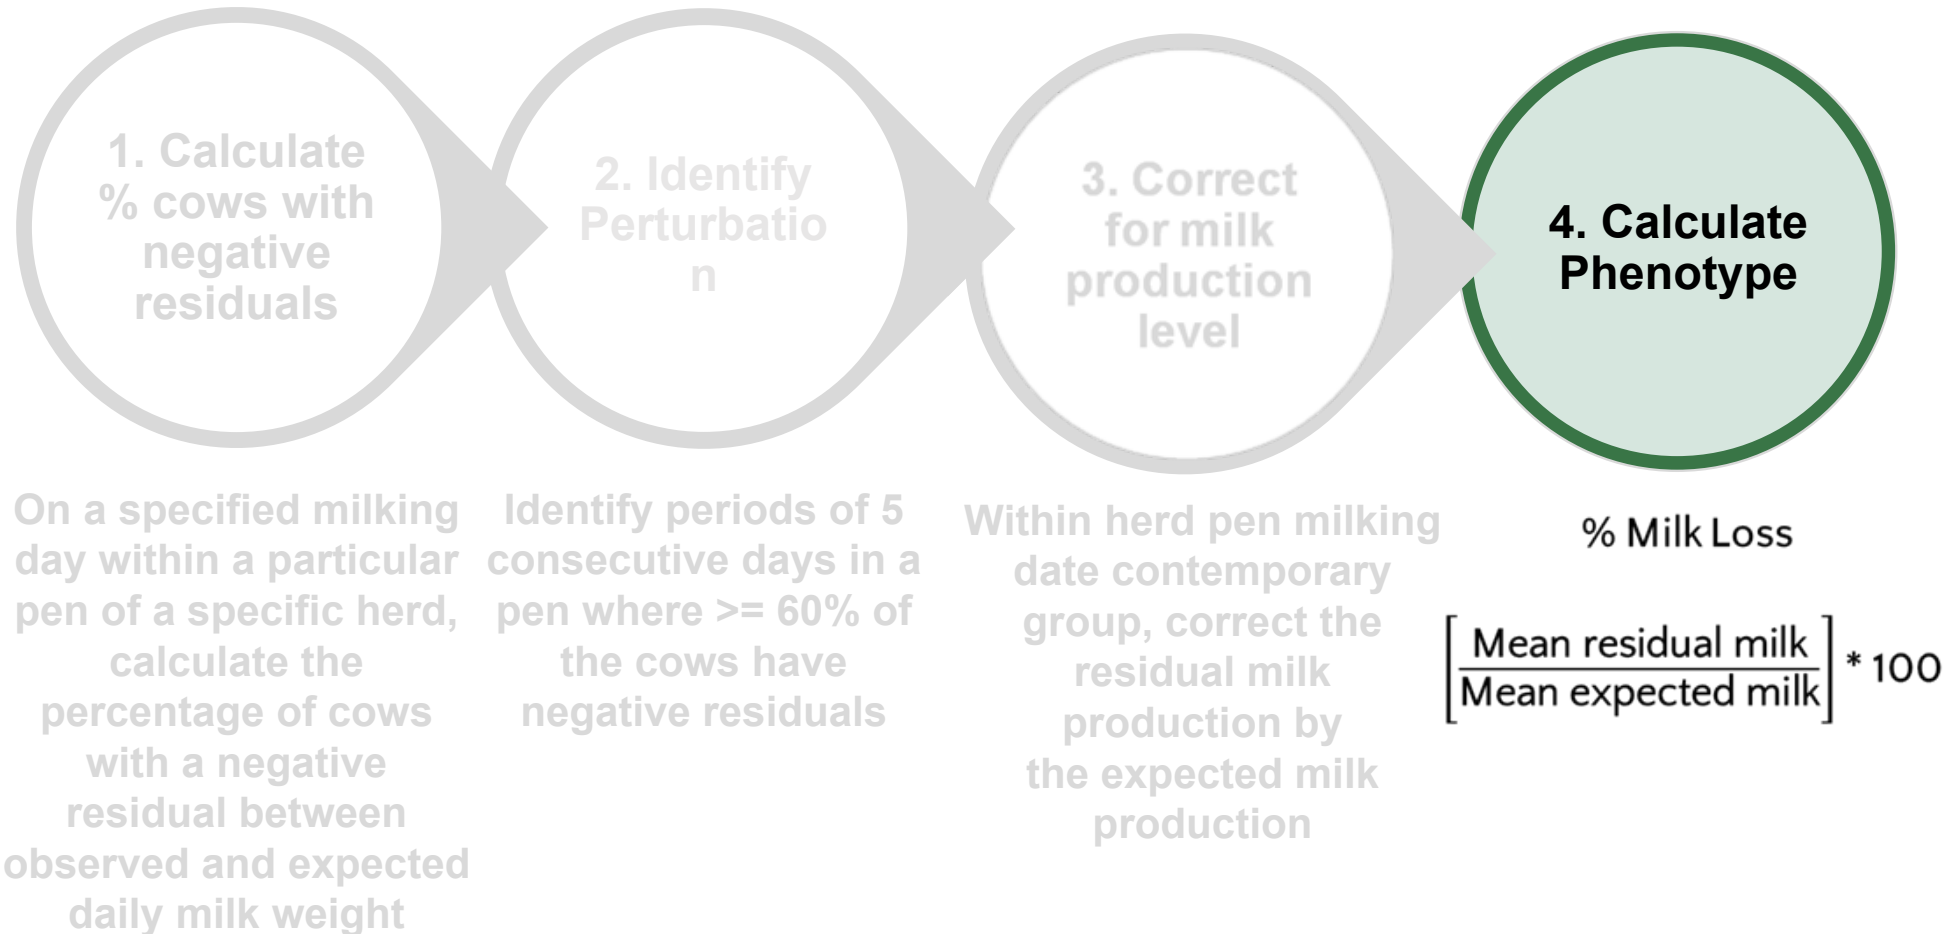 1. Calculate
% cows with
negative
residuals
2. Identify
Perturbatio
n
3. Correct
for milk
production
level
4. Calculate
Phenotype
On a specified milking
day within a particular
pen of a specific herd,
calculate the
percentage of cows
with a negative
residual between
observed and expected
daily milk weight
Identify periods of 5
consecutive days in a
pen where >= 60% of
the cows have
negative residuals
Within herd pen milking
date contemporary
group, correct the
residual milk
production by
the expected milk
production
% Milk Loss
Mean residual milk
Mean expected milk
* 100